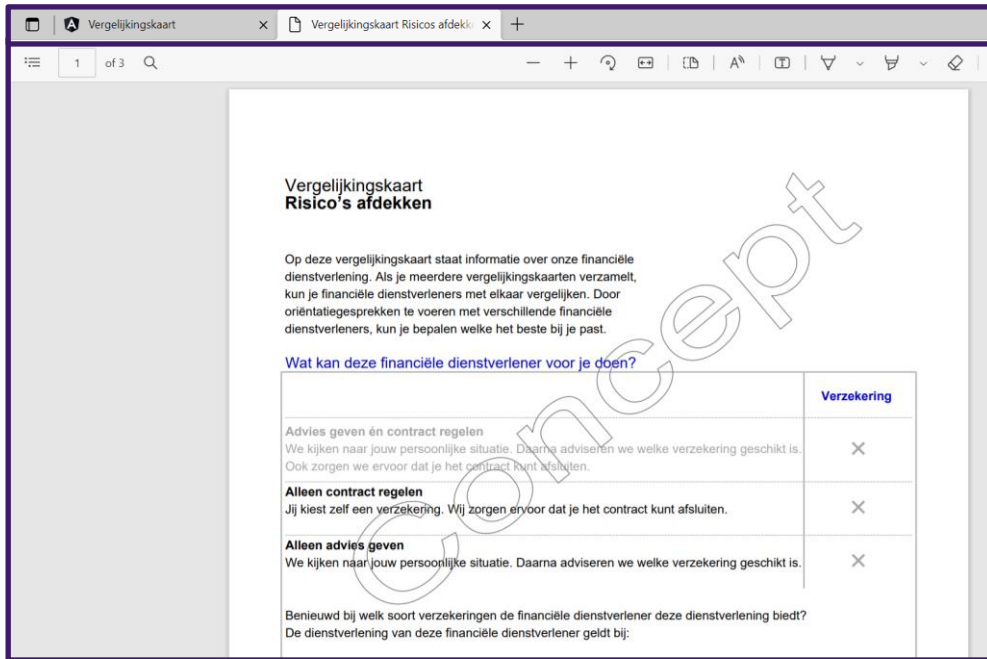 Vergelijkingskaart
Vergelijkingskaart Risicos afdekk
1 of 3
Vergelijkingskaart
Risico's afdekken
Op deze vergelijkingskaart staat informatie over onze financiële
dienstverlening. Als je meerdere vergelijkingskaarten verzamelt,
kun je financiële dienstverleners met elkaar vergelijken. Door
oriëntatiegesprekken te voeren met verschillende financiële
dienstverleners, kun je bepalen welke het beste bij je past.
Wat kan deze financiële dienstverlener voor je doen?
Verzekering
Advies geven én contract regelen
We kijken naar jouw persoonlijke situatie. Daarna adviseren we welke verzekering geschikt is.
Ook zorgen we ervoor dat je het contract kunt afsluiten.
Alleen contract regelen
Jij kiest zelf een verzekering. Wij zorgen ervoor dat je het contract kunt afsluiten.
Alleen advies geven
We kijken naar jouw persoonlijke situatie. Daarna adviseren we welke verzekering geschikt is.
Benieuwd bij welk soort verzekeringen de financiële dienstverlener deze dienstverlening biedt?
De dienstverlening van deze financiële dienstverlener geldt bij:
Concept